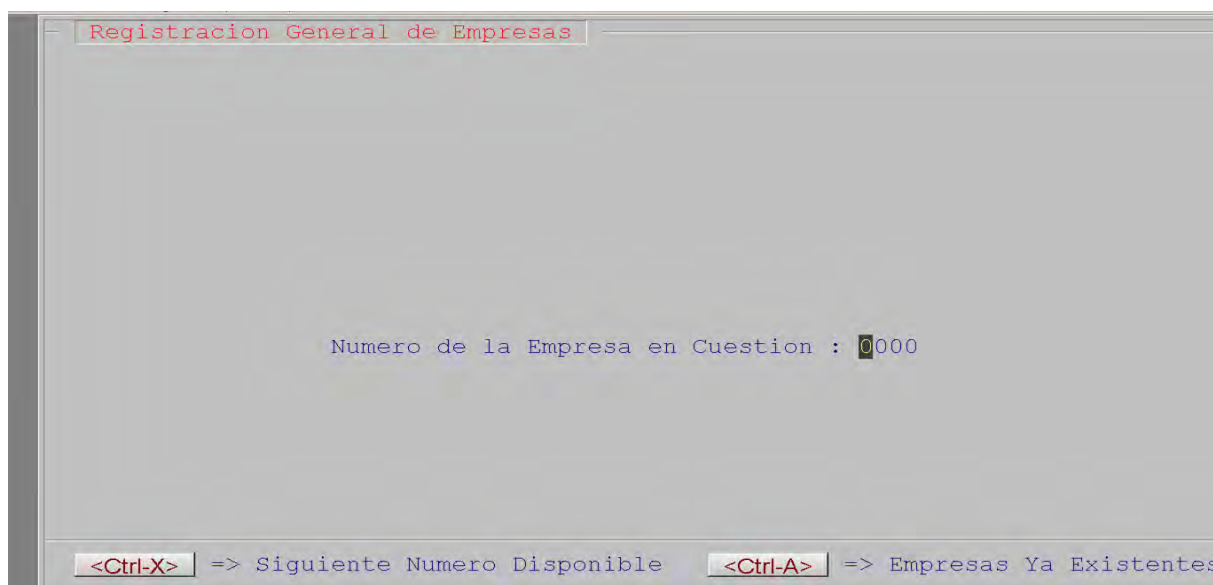 Registracion General de Empresas
Numero de la Empresa en Cuestion : 0000
<Ctrl-X> => Siguiente Numero Disponible <Ctrl-A> => Empresas Ya Existentes